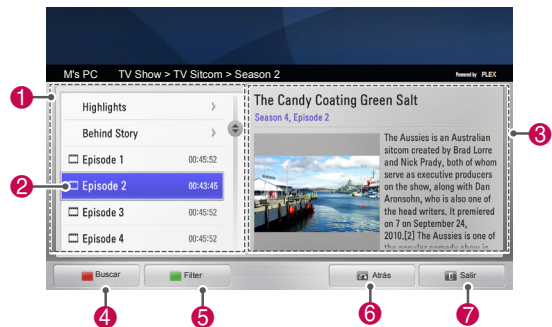 M's PC TV Show > TV Sitcom > Season 2 Powered by PLEX
1
Highlights >
Behind Story >
Episode 1 00:45:52
2
Episode 2 00:43:45
Episode 3 00:45:52
Episode 4 00:45:52
The Candy Coating Green Salt
Season 4, Episode 2
3
The Aussies is an Australian
sitcom created by Brad Lorre
and Nick Prady, both of whom
serve as executive producers
on the show, along with Dan
Aronsohn, who is also one of
the head writers. It premiered
on 7 on September 24,
2010.[2] The Aussies is one of
the popular comedy show in
Buscar Filter Atrás Salir
4 5 6 7